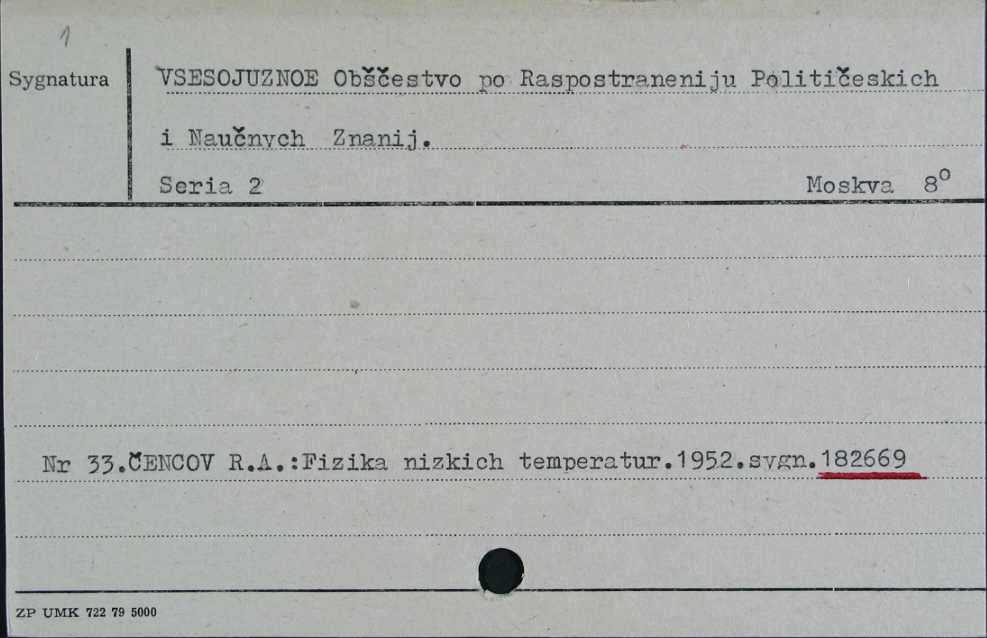 1
Sygnatura
VSESOJUZNOE Obščestvo po Raspostraneniju Političeskich
i Naučnych Znanij.
Seria 2 Moskva 8°
Nr 33.ČENCOV R.A.:Fizika nizkich temperatur.1952.sygn.182669
ZP UMK 722 79 5000